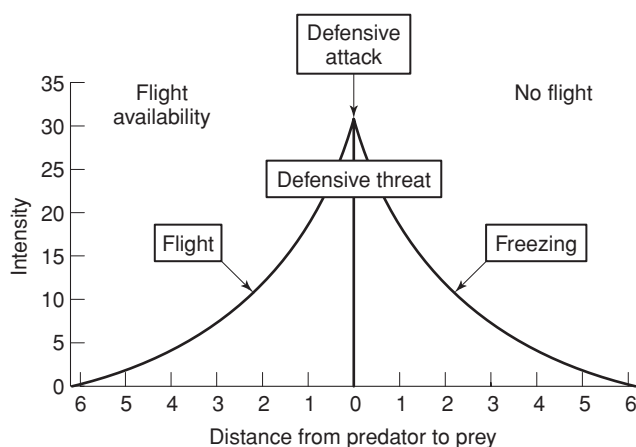 Defensive
attack
Flight
availability
No flight
35
30
25
20
15
10
5
0
Intensity
Defensive threat
Flight
Freezing
6 5 4 3 2 1 0 1 2 3 4 5 6
Distance from predator to prey